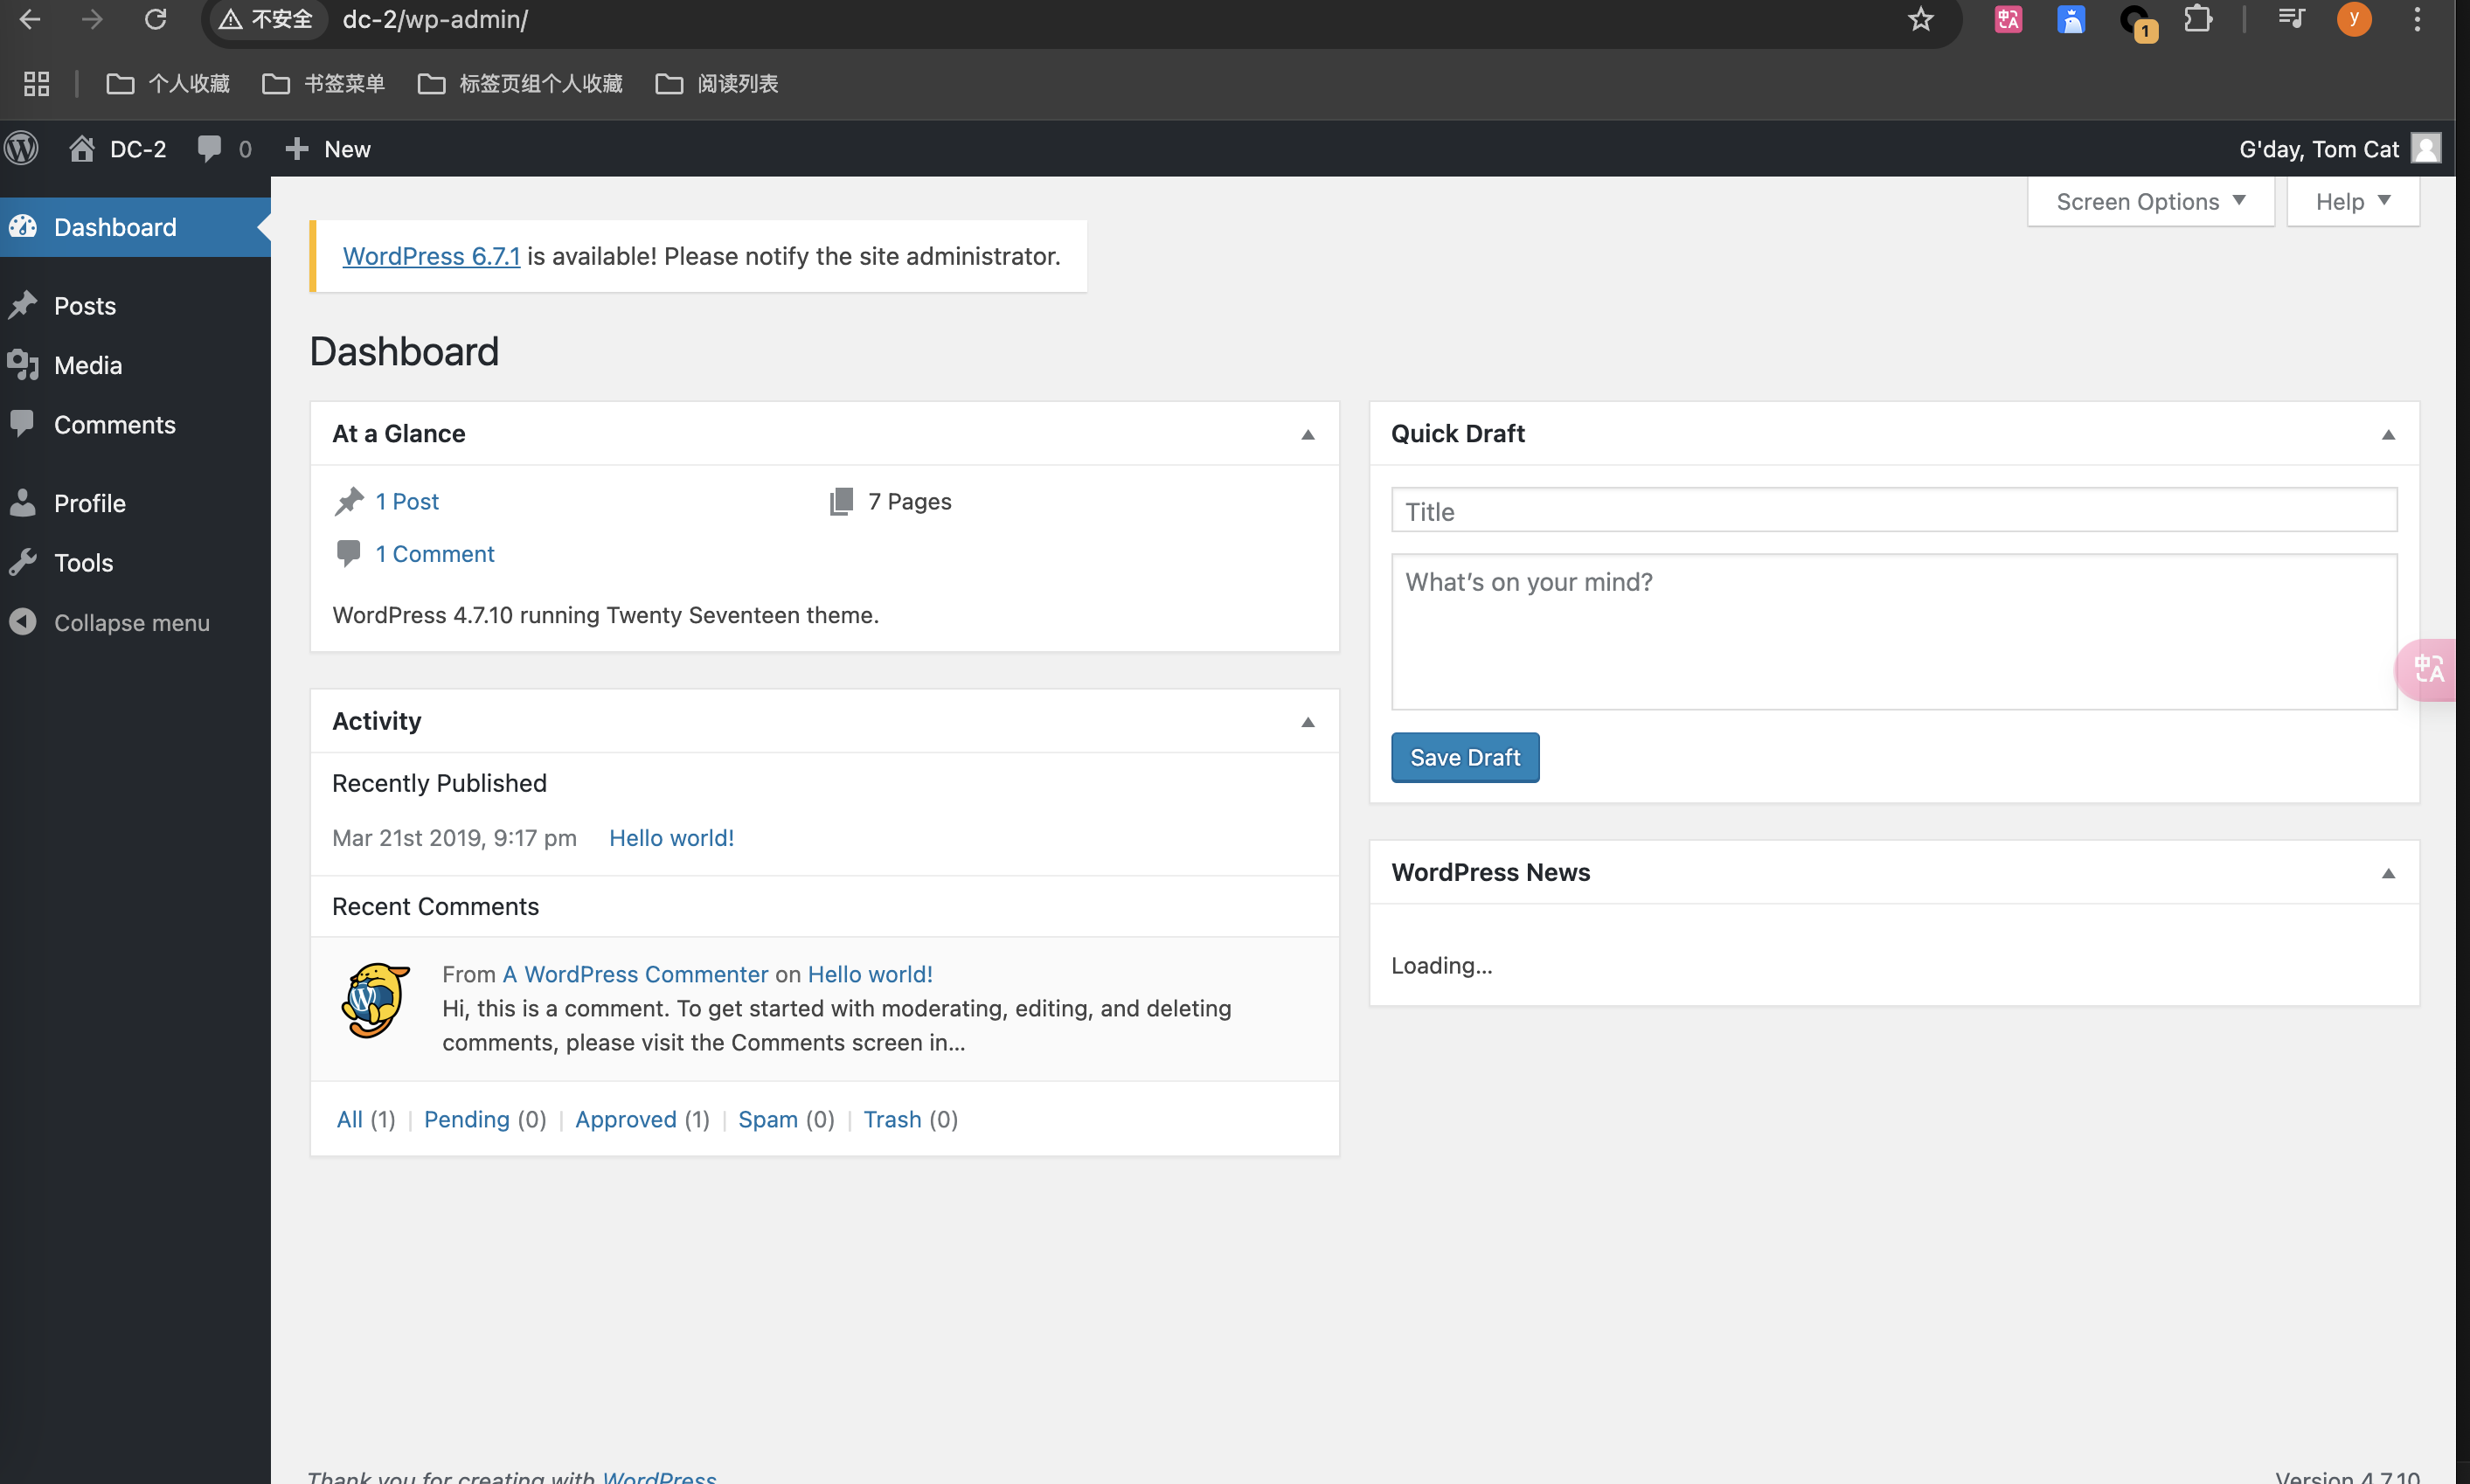 不安全 dc-2/wp-admin/
1
y
个人收藏 书签菜单 标签页组个人收藏 阅读列表
DC-2 0 New G'day, Tom Cat
Screen Options Help
Dashboard
Posts
Media
Comments
Profile
Tools
Collapse menu
WordPress 6.7.1 is available! Please notify the site administrator.
Dashboard
At a Glance
1 Post 7 Pages
1 Comment
WordPress 4.7.10 running Twenty Seventeen theme.
Activity
Recently Published
Mar 21st 2019, 9:17 pm Hello world!
Recent Comments
From A WordPress Commenter on Hello world!
Hi, this is a comment. To get started with moderating, editing, and deleting
comments, please visit the Comments screen in...
All (1) | Pending (0) | Approved (1) | Spam (0) | Trash (0)
Quick Draft
Title
What's on your mind?
Save Draft
WordPress News
Loading...
Thank you for creating with WordPress
Version 4.7.10